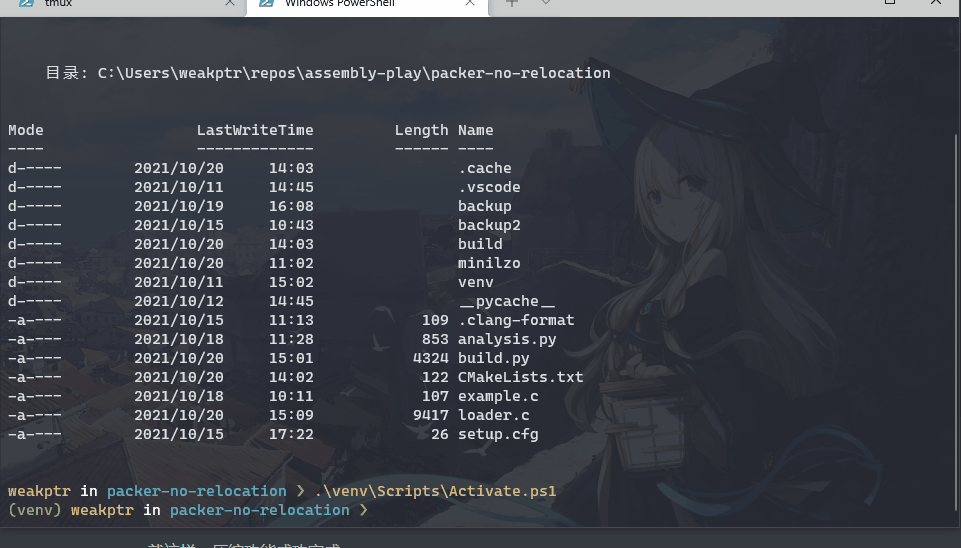 tmux
Windows PowerShell
目录: C:\Users\weakptr\repos\assembly-play\packer-no-relocation
Mode LastWriteTime Length Name
---- ------------- ------ ----
d----- 2021/10/20 14:03 .cache
d----- 2021/10/11 14:45 .vscode
d----- 2021/10/19 16:08 backup
d----- 2021/10/15 10:43 backup2
d----- 2021/10/20 14:03 build
d----- 2021/10/20 11:02 minilzo
d----- 2021/10/11 15:02 venv
d----- 2021/10/12 14:45 __pycache__
-a---- 2021/10/15 11:13 109 .clang-format
-a---- 2021/10/18 11:28 853 analysis.py
-a---- 2021/10/20 15:01 4324 build.py
-a---- 2021/10/20 14:02 122 CMakeLists.txt
-a---- 2021/10/18 10:11 107 example.c
-a---- 2021/10/20 15:09 9417 loader.c
-a---- 2021/10/15 17:22 26 setup.cfg
weakptr in packer-no-relocation ❯ .\venv\Scripts\Activate.ps1
(venv) weakptr in packer-no-relocation ❯